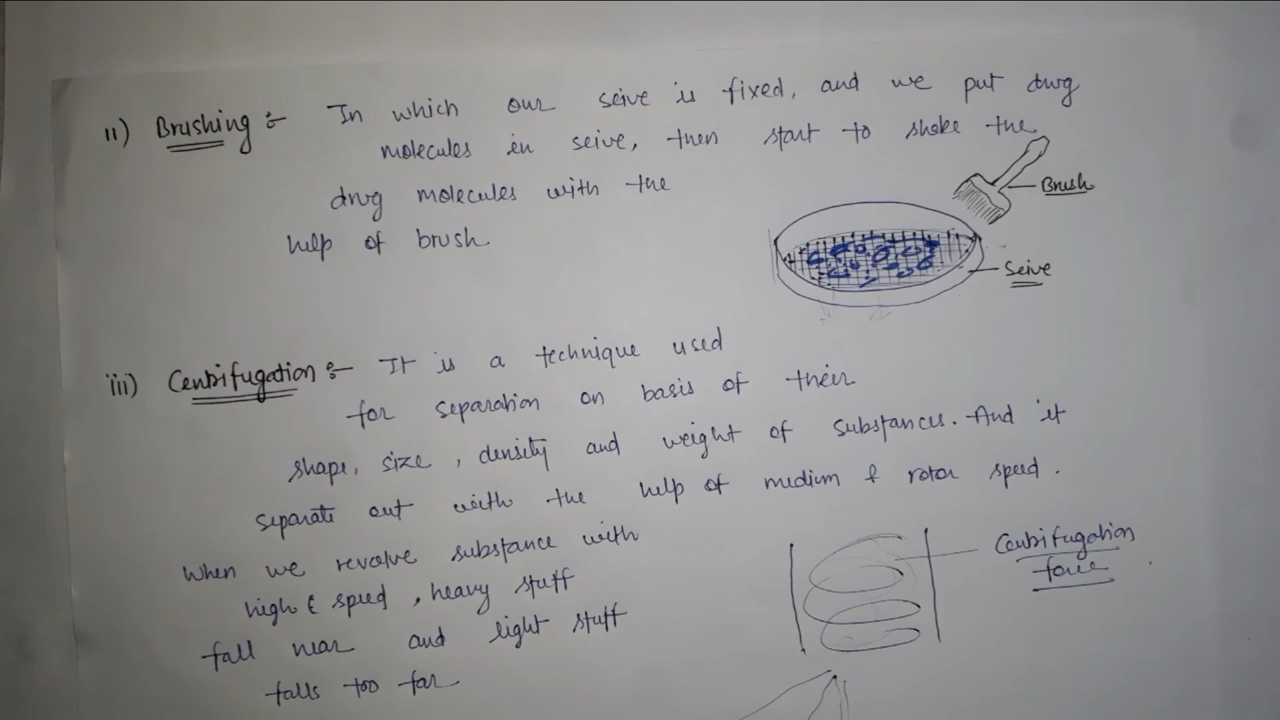 ii) Brushing :- In which our seive is fixed, and we put drug
molecules in seive, then start to shake the
drug molecules with the
help of brush
Brush
Seive
iii) Centrifugation :- It is a technique used
for separation on basis of their
shape, size, density and weight of substances. And it
separate out with the help of medium & rotor speed.
When we revolve substance with
high speed, heavy stuff
fall near and light stuff
falls too far
Centrifugation
force